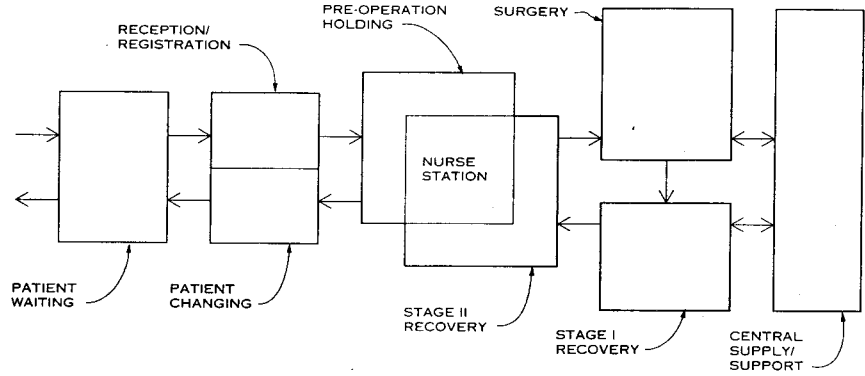 RECEPTION/
REGISTRATION
PRE-OPERATION
HOLDING
SURGERY
NURSE
STATION
PATIENT
WAITING
PATIENT
CHANGING
STAGE II
RECOVERY
STAGE I
RECOVERY
CENTRAL
SUPPLY/
SUPPORT